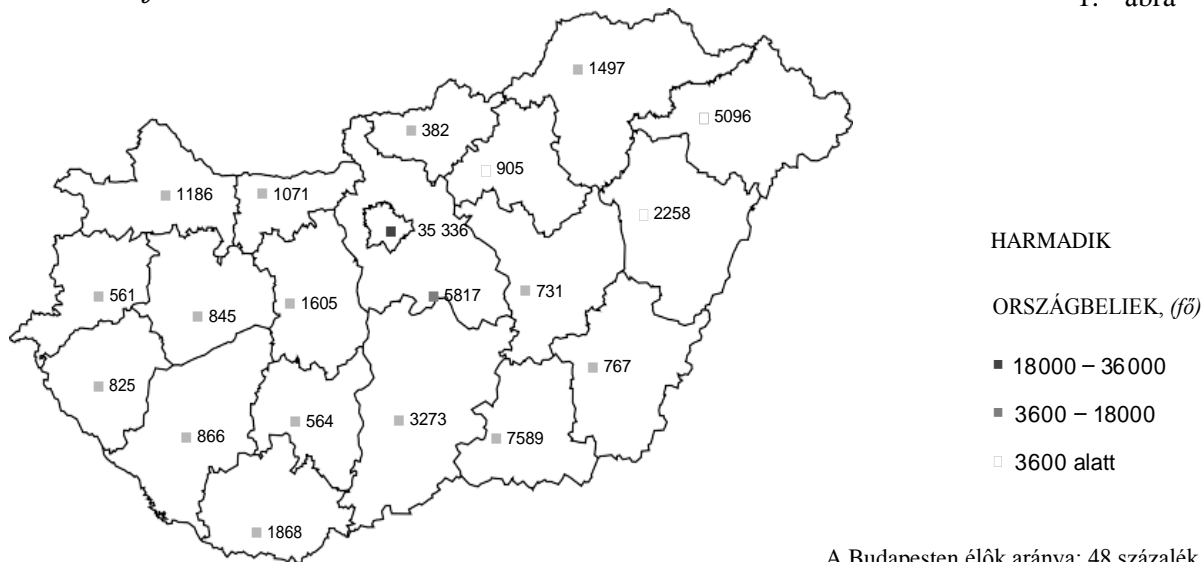 1. ábra
1497
5096
382
905
1186
1071
2258
35 336
561
845
1605
5817
731
767
825
866
564
3273
7589
1868
HARMADIK
ORSZÁGBELIEK, (fő)
18000 – 36000
3600 – 18000
3600 alatt
A Budapesten élôk aránya: 48 százalék